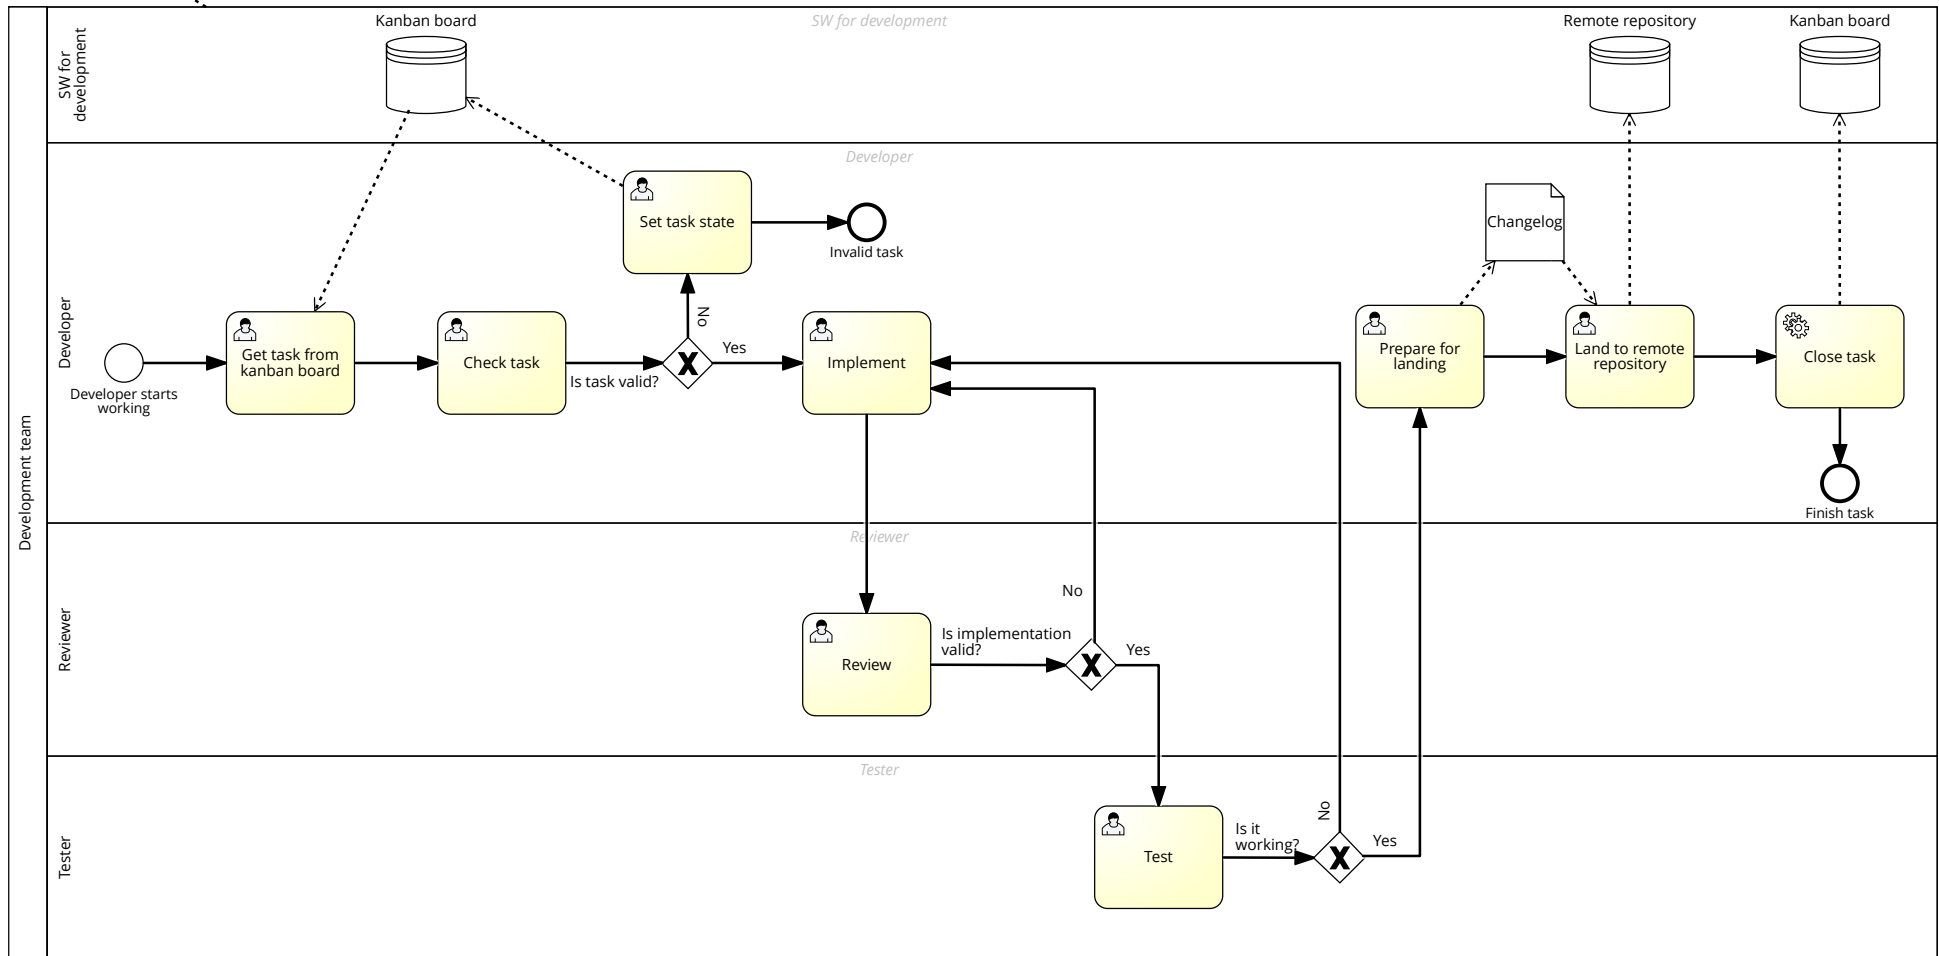 Development team
SW for
development
SW for development
Kanban board
Remote repository
Kanban board
Developer
Developer
Set task state
Invalid task
Changelog
No
Developer starts
working
Get task from
kanban board
Check task
Is task valid?
Yes
Implement
Prepare for
landing
Land to remote
repository
Close task
Finish task
Reviewer
Reviewer
Review
Is implementation
valid?
No
Yes
Tester
Tester
Test
Is it
working?
No
Yes